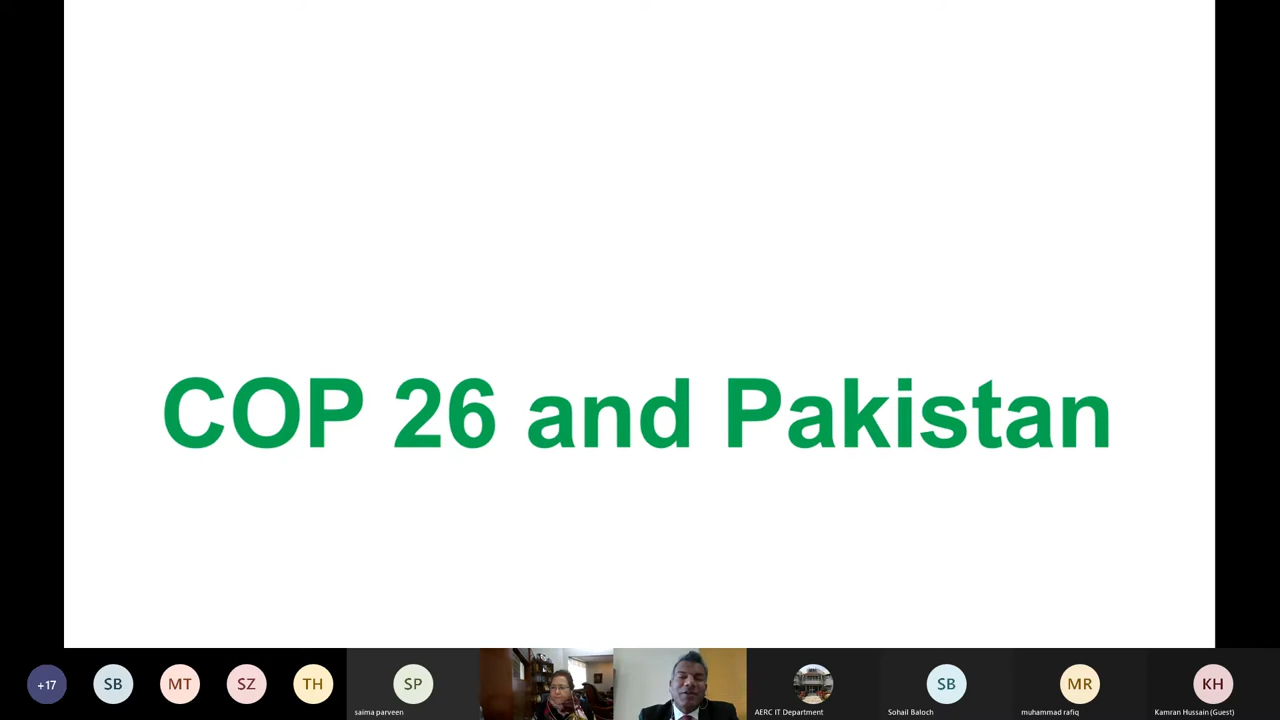 COP 26 and Pakistan
+17
SB
MT
SZ
TH
SP
saima parveen
AERC IT Department
SB
Sohail Baloch
MR
muhammad rafiq
KH
Kamran Hussain (Guest)